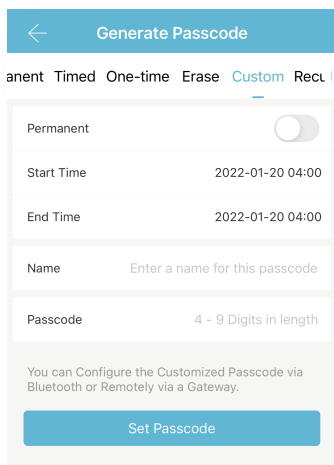 Generate Passcode
anent Timed One-time Erase Custom Recu
Permanent
Start Time 2022-01-20 04:00
End Time 2022-01-20 04:00
Name Enter a name for this passcode
Passcode 4 - 9 Digits in length
You can Configure the Customized Passcode via
Bluetooth or Remotely via a Gateway.
Set Passcode